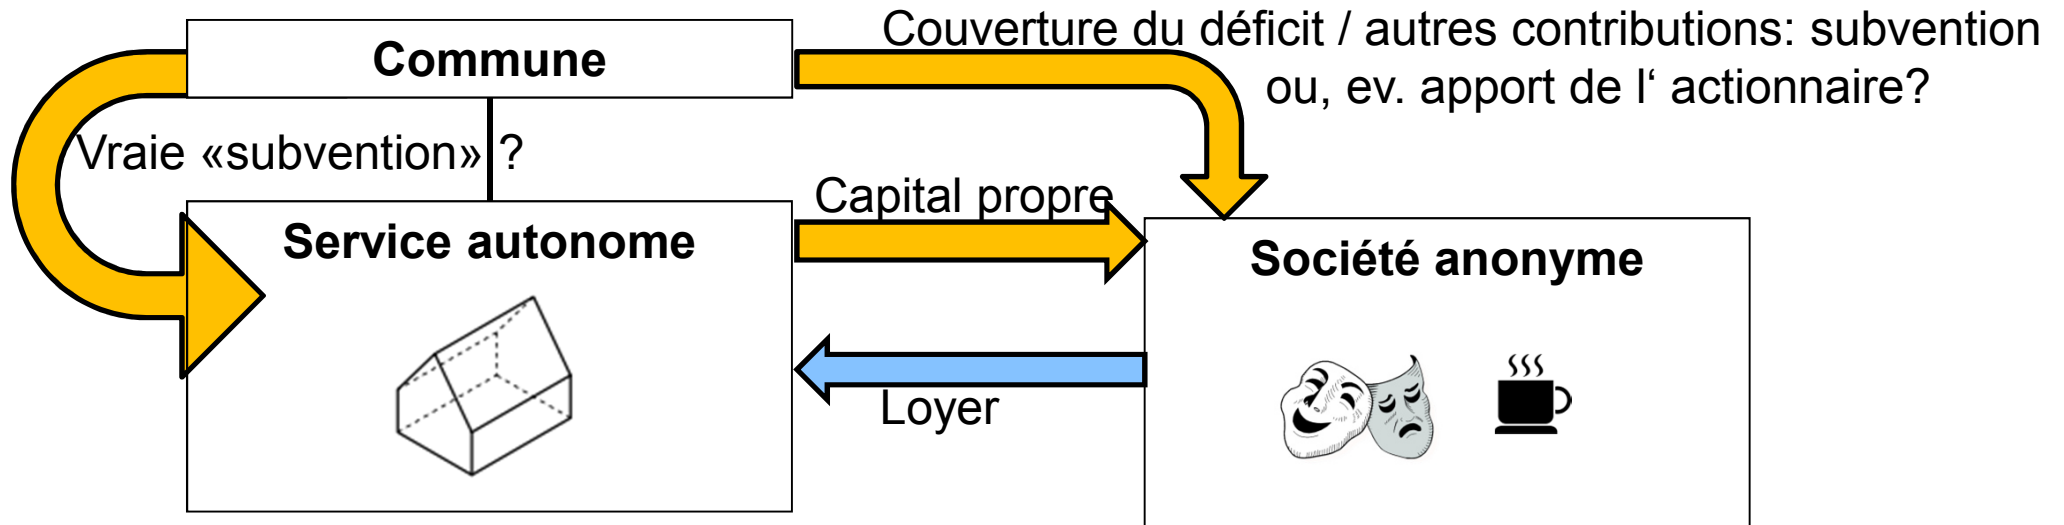 Couverture du déficit / autres contributions: subvention
ou, ev. apport de l‘ actionnaire?
Commune
Vraie «subvention» ?
Capital propre
Service autonome
Société anonyme
Loyer